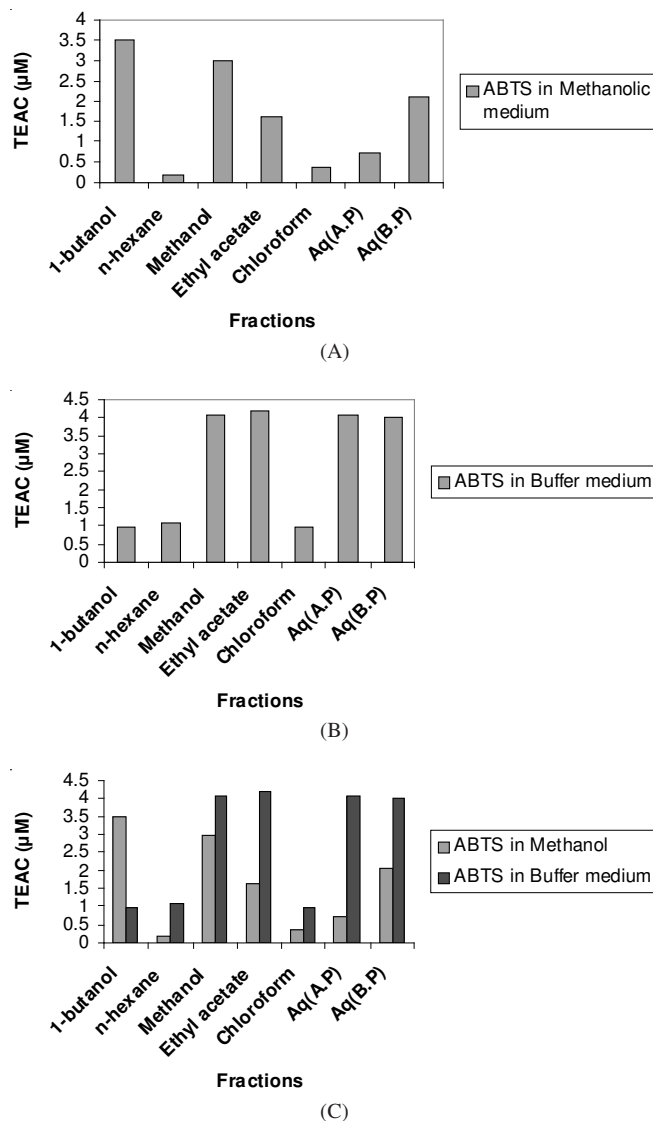 4
3.5
3
2.5
2
1.5
1
0.5
0
TEAC (µM)
1-butanol
n-hexane
Methanol
Ethyl acetate
Chloroform
Aq(A.P)
Aq(B.P)
Fractions
ABTS in Methanolic
medium
(A)
4.5
4
3.5
3
2.5
2
1.5
1
0.5
0
TEAC (µM)
1-butanol
n-hexane
Methanol
Ethyl acetate
Chloroform
Aq(A.P)
Aq(B.P)
Fractions
ABTS in Buffer medium
(B)
4.5
4
3.5
3
2.5
2
1.5
1
0.5
0
TEAC (µM)
1-butanol
n-hexane
Methanol
Ethyl acetate
Chloroform
Aq(A.P)
Aq(B.P)
Fractions
ABTS in Methanol
ABTS in Buffer medium
(C)